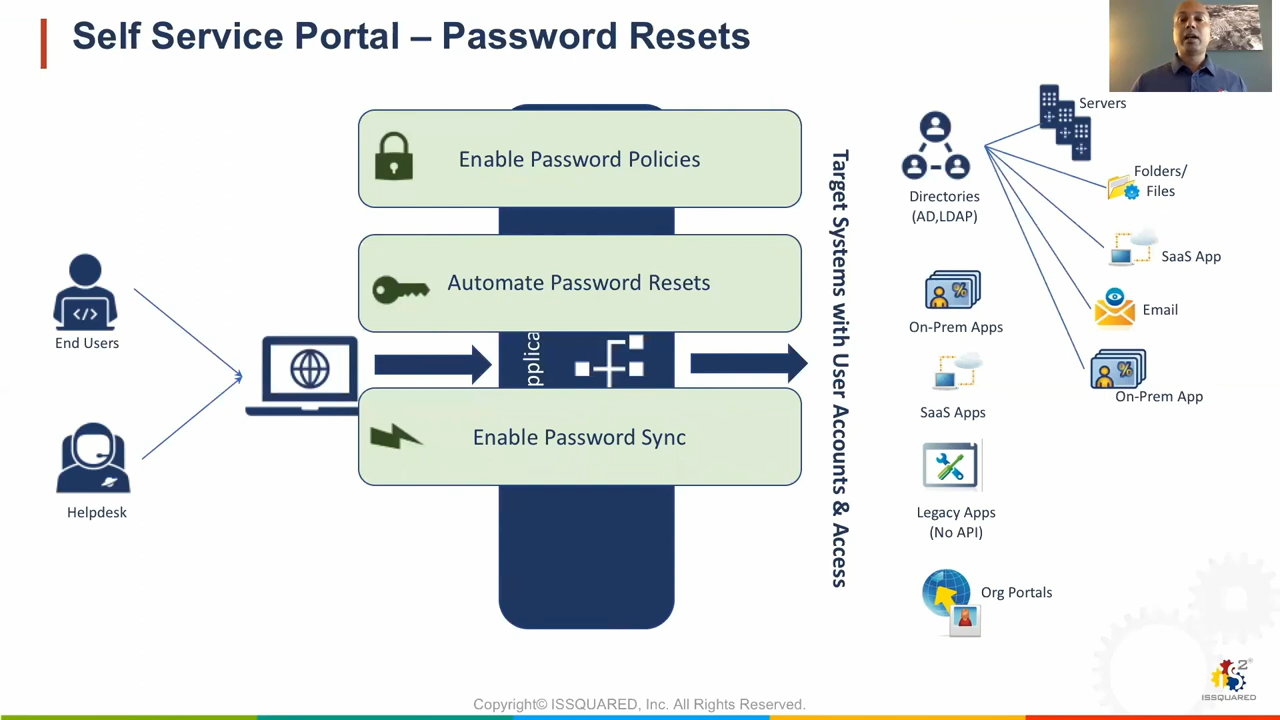 Self Service Portal – Password Resets
Enable Password Policies
Automate Password Resets
Enable Password Sync
End Users
Helpdesk
Target Systems with User Accounts & Access
Directories
(AD,LDAP)
On-Prem Apps
SaaS Apps
Legacy Apps
(No API)
Org Portals
Servers
Folders/
Files
SaaS App
Email
On-Prem App
2
ISSQUARED
Copyright© ISSQUARED, Inc. All Rights Reserved.